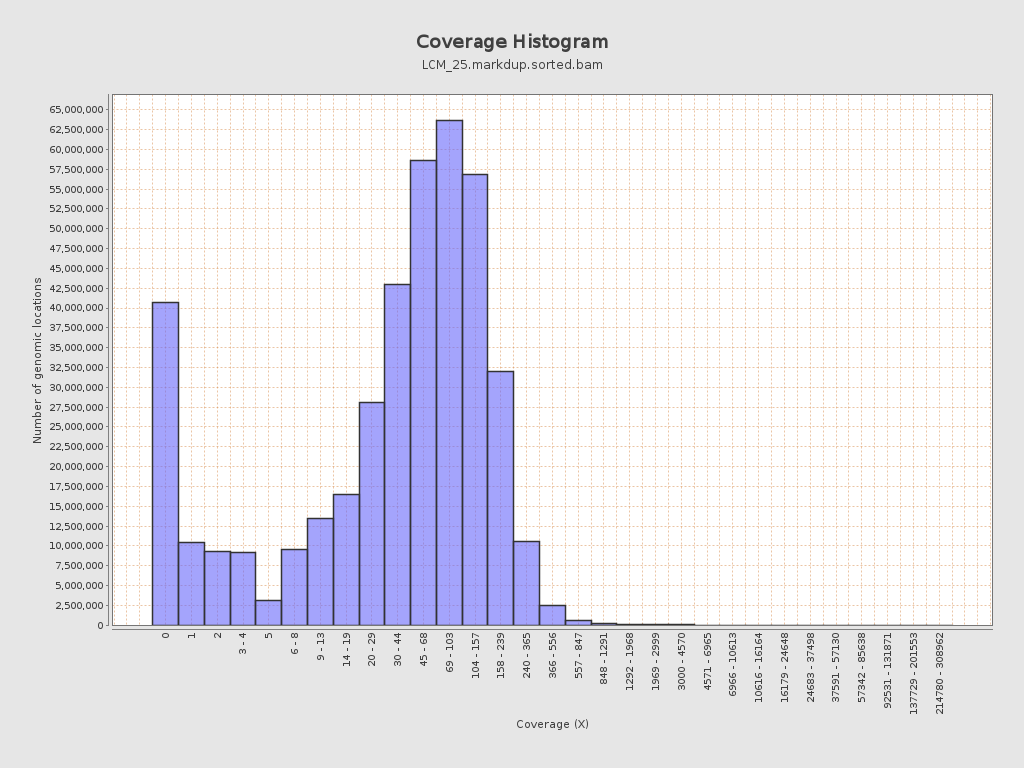 Coverage Histogram
LCM_25.markdup.sorted.bam
Number of genomic locations
65,000,000
62,500,000
60,000,000
57,500,000
55,000,000
52,500,000
50,000,000
47,500,000
45,000,000
42,500,000
40,000,000
37,500,000
35,000,000
32,500,000
30,000,000
27,500,000
25,000,000
22,500,000
20,000,000
17,500,000
15,000,000
12,500,000
10,000,000
7,500,000
5,000,000
2,500,000
0
0
1
2
3 - 4
5
6 - 8
9 - 13
14 - 19
20 - 29
30 - 44
45 - 68
69 - 103
104 - 157
158 - 239
240 - 365
366 - 556
557 - 847
848 - 1291
1292 - 1968
1969 - 2999
3000 - 4570
4571 - 6965
6966 - 10613
10616 - 16164
16179 - 24648
24683 - 37498
37591 - 57130
57342 - 85638
92531 - 131871
137729 - 201553
214780 - 308962
Coverage (X)